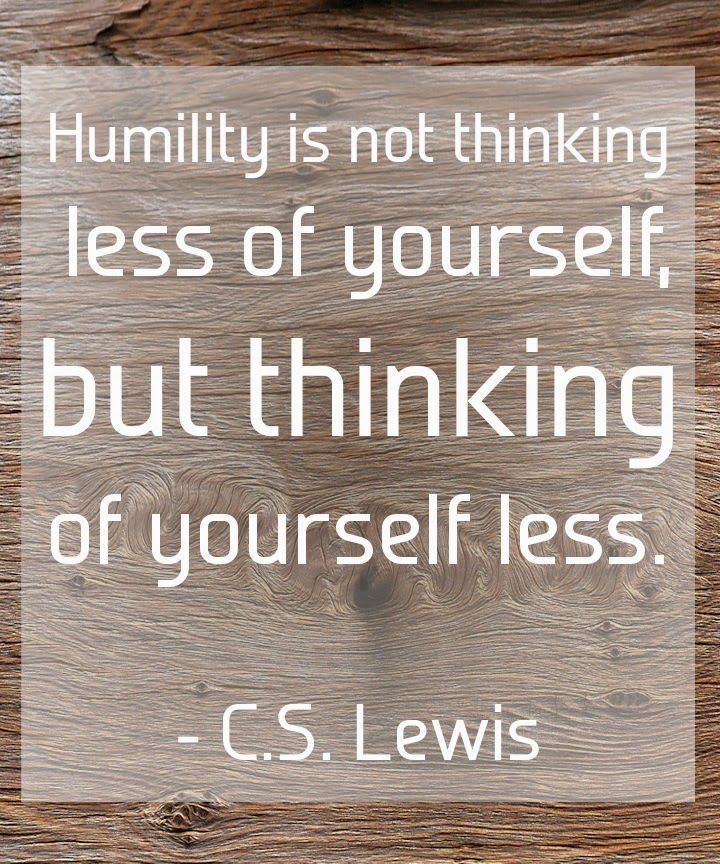 Humility is not thinking
less of yourself,
but thinking
of yourself less.
- C.S. Lewis